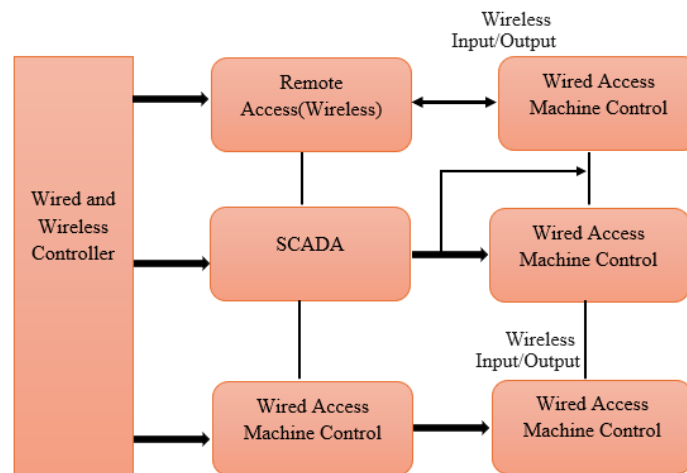 Wireless
Input/Output
Remote
Access(Wireless)
Wired Access
Machine Control
Wired and
Wireless
Controller
SCADA
Wired Access
Machine Control
Wireless
Input/Output
Wired Access
Machine Control
Wired Access
Machine Control